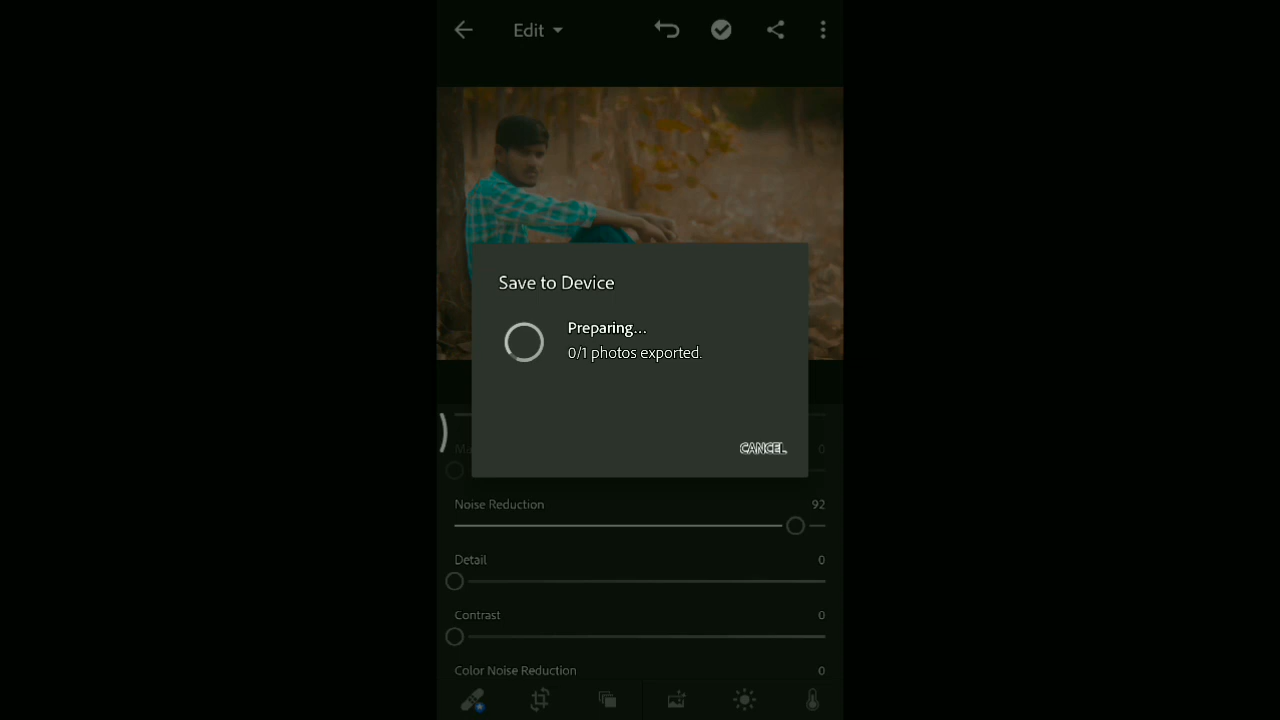 Edit
Save to Device
Preparing...
0/1 photos exported.
CANCEL
0
Noise Reduction 92
Detail 0
Contrast 0
Color Noise Reduction 0